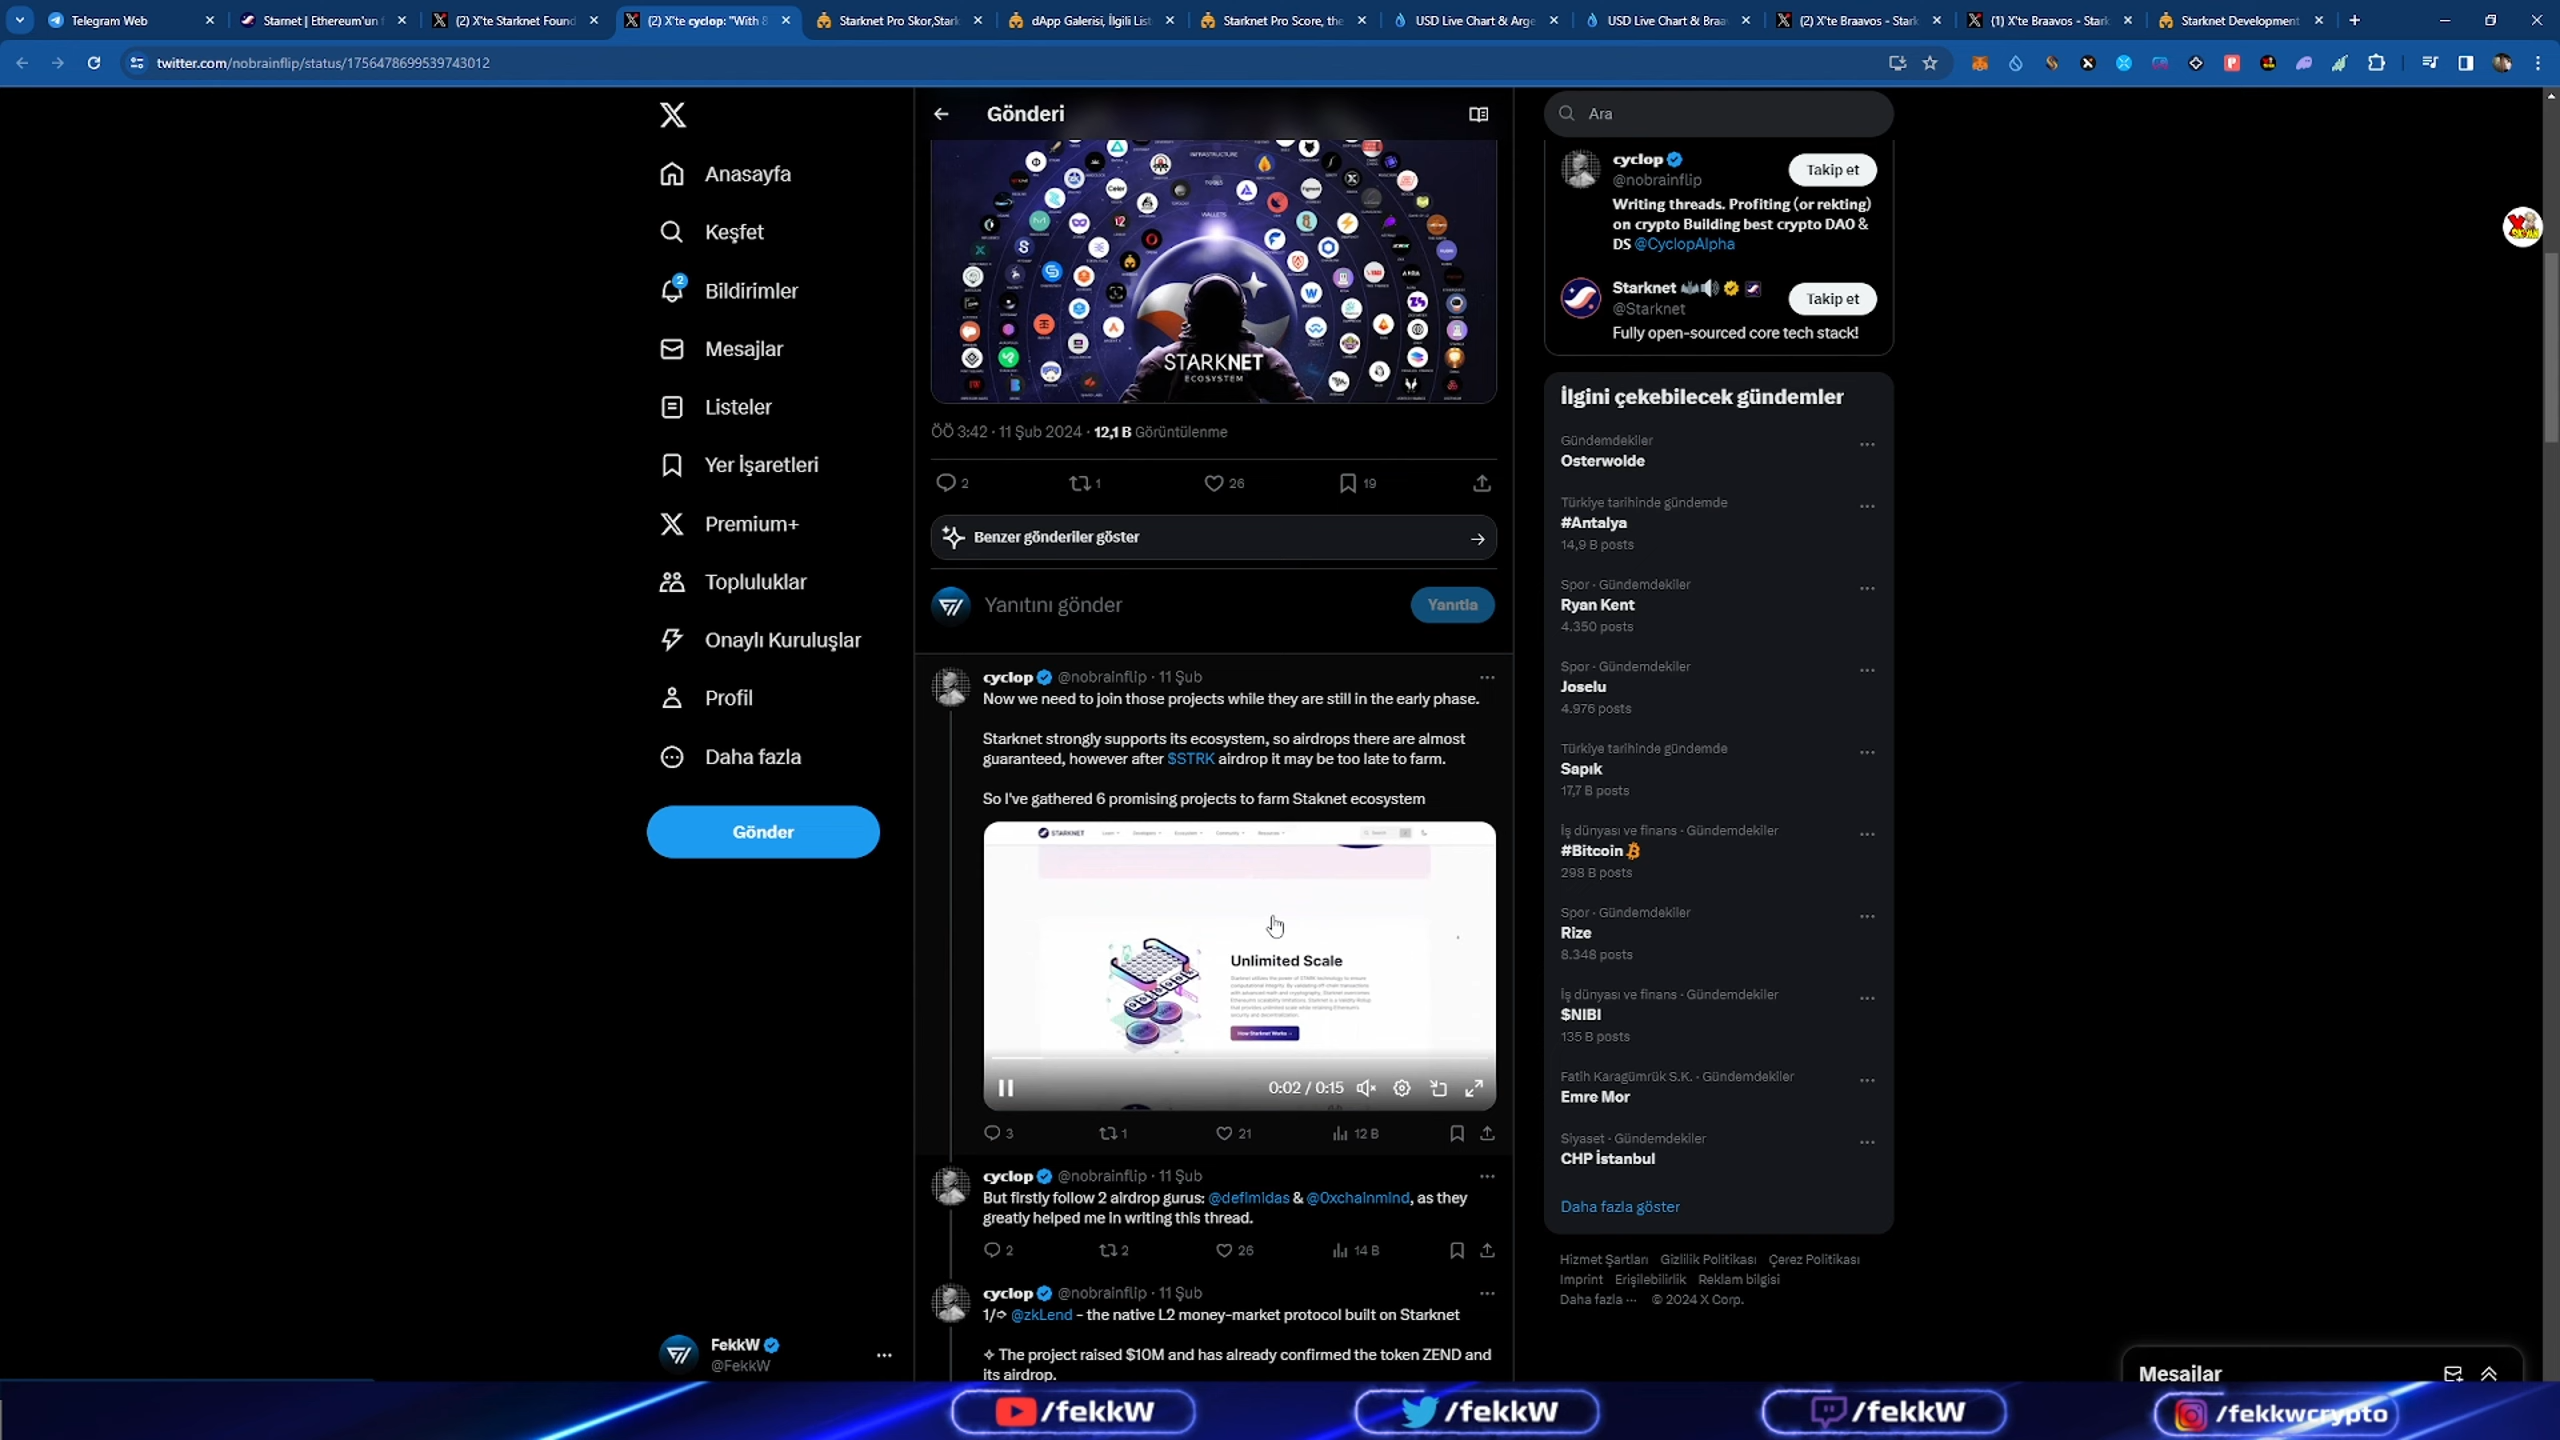 Telegram Web
Starnet | Ethereum'un f
(2) X'te Starknet Found
(2) X'te cyclop: "With 8
Starknet Pro Skor,Stark
dApp Galerisi, İlgili List
Starknet Pro Score, the
USD Live Chart & Arge
USD Live Chart & Braa
(2) X'te Braavos - Stark
(1) X'te Braavos - Stark
Starknet Development
twitter.com/nobrainflip/status/1756478699539743012
Anasayfa
Keşfet
2
Bildirimler
Mesajlar
Listeler
Yer İşaretleri
Premium+
Topluluklar
Onaylı Kuruluşlar
Profil
Daha fazla
Gönder
FekkW
@FekkW
Gönderi
INFRASTRUCTURE
TOOLS
WALLETS
STARKNET
ECOSYSTEM
ÖÖ 3:42 · 11 Şub 2024 · 12,1 B Görüntülenme
2 1 26 19
Benzer gönderiler göster
Yanıtını gönder
Yanıtla
cyclop @nobrainflip · 11 Şub
Now we need to join those projects while they are still in the early phase.
Starknet strongly supports its ecosystem, so airdrops there are almost
guaranteed, however after $STRK airdrop it may be too late to farm.
So I've gathered 6 promising projects to farm Staknet ecosystem
STARKNET
Learn Developers Ecosystem Community Resources
Search
Unlimited Scale
How Starknet Works
0:02 / 0:15
3 1 21 12 B
cyclop @nobrainflip · 11 Şub
But firstly follow 2 airdrop gurus: @defimidas & @0xchainmind, as they
greatly helped me in writing this thread.
2 2 26 14 B
cyclop @nobrainflip · 11 Şub
1/➩ @zkLend – the native L2 money-market protocol built on Starknet
✧ The project raised $10M and has already confirmed the token ZEND and
its airdrop.
Ara
cyclop
@nobrainflip
Takip et
Writing threads. Profiting (or rekting)
on crypto Building best crypto DAO &
DS @CyclopAlpha
Starknet
@Starknet
Takip et
Fully open-sourced core tech stack!
İlgini çekebilecek gündemler
Gündemdekiler
Osterwolde
Türkiye tarihinde gündemde
#Antalya
14,9 B posts
Spor · Gündemdekiler
Ryan Kent
4.350 posts
Spor · Gündemdekiler
Joselu
4.976 posts
Türkiye tarihinde gündemde
Sapık
17,7 B posts
İş dünyası ve finans · Gündemdekiler
#Bitcoin
298 B posts
Spor · Gündemdekiler
Rize
8.348 posts
İş dünyası ve finans · Gündemdekiler
$NIBI
135 B posts
Fatih Karagümrük S.K. · Gündemdekiler
Emre Mor
Siyaset · Gündemdekiler
CHP İstanbul
Daha fazla göster
Hizmet Şartları Gizlilik Politikası Çerez Politikası
Imprint Erişilebilirlik Reklam bilgisi
Daha fazla ··· © 2024 X Corp.
Mesajlar
/fekkW
/fekkW
/fekkW
/fekkwcrypto